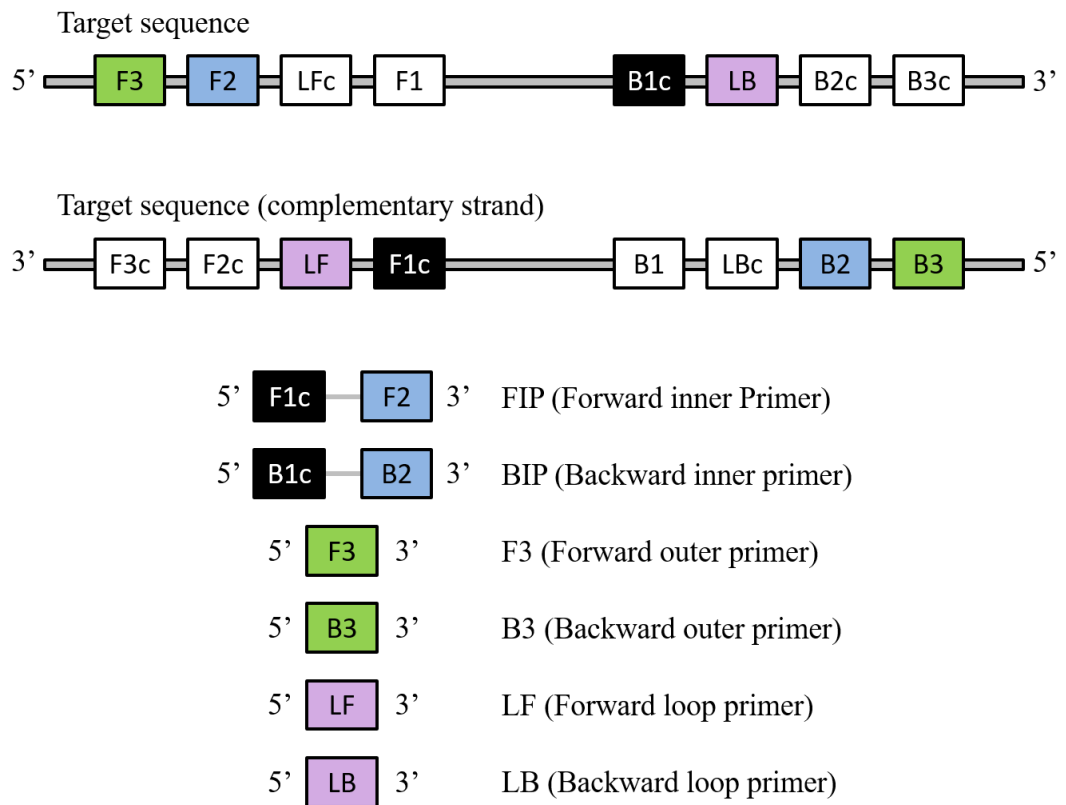 Target sequence
5’ F3 F2 LFc F1 B1c LB B2c B3c 3’
Target sequence (complementary strand)
3’ F3c F2c LF F1c B1 LBc B2 B3 5’
5’ F1c F2 3’ FIP (Forward inner Primer)
5’ B1c B2 3’ BIP (Backward inner primer)
5’ F3 3’ F3 (Forward outer primer)
5’ B3 3’ B3 (Backward outer primer)
5’ LF 3’ LF (Forward loop primer)
5’ LB 3’ LB (Backward loop primer)